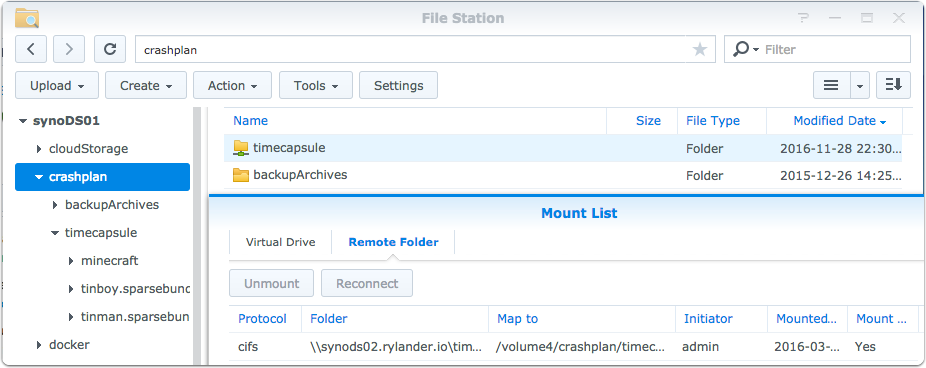 File Station
crashplan
Filter
Upload Create Action Tools Settings
synoDS01
cloudStorage
crashplan
backupArchives
timecapsule
minecraft
tinboy.sparsebund
tinman.sparsebun
docker
Name Size File Type Modified Date
timecapsule Folder 2016-11-28 22:30...
backupArchives Folder 2015-12-26 14:25...
Mount List
Virtual Drive Remote Folder
Unmount Reconnect
Protocol Folder Map to Initiator Mounted... Mount ...
cifs \\synods02.rylander.io\tim... /volume4/crashplan/timec... admin 2016-03-... Yes